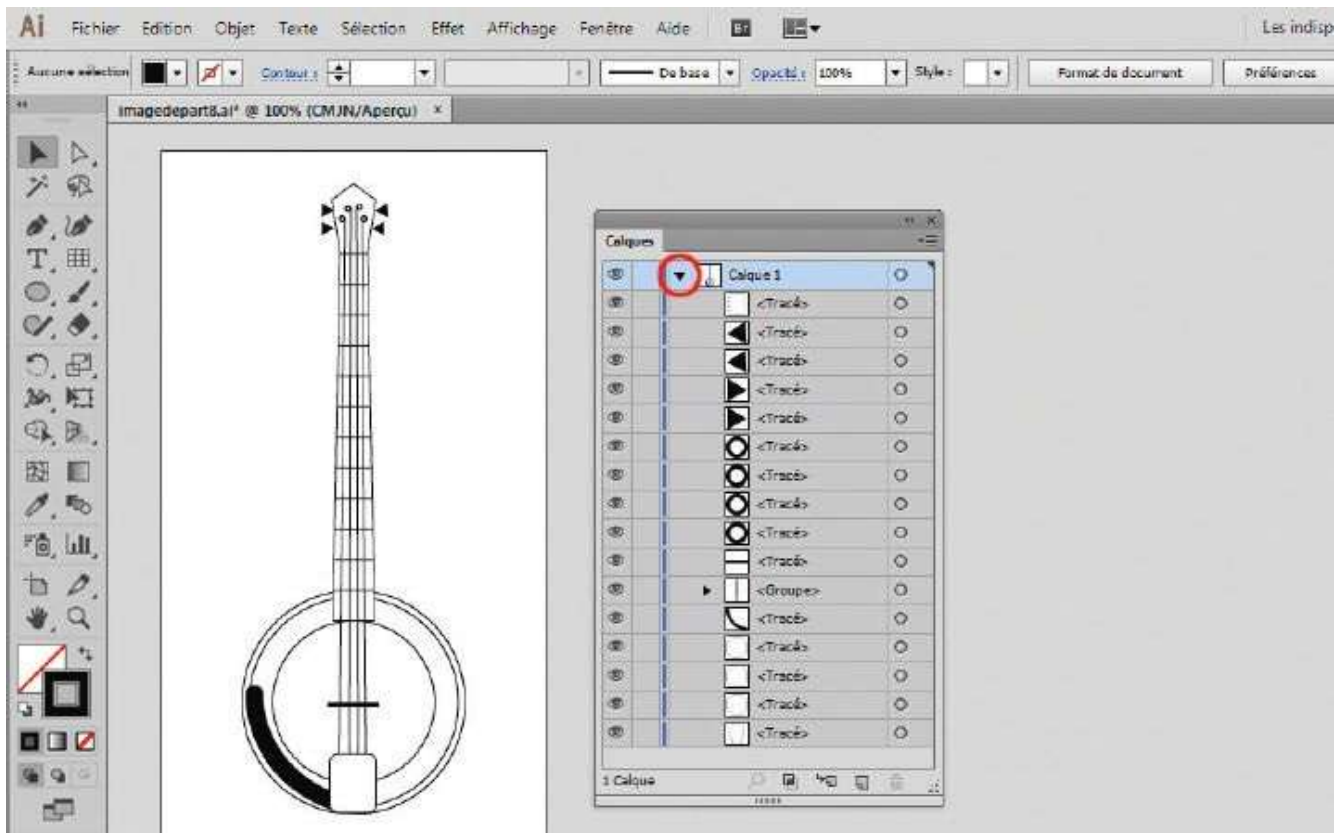 Ai Fichier Edition Objet Texte Sélection Effet Affichage Fenêtre Aide Br Les indisp
Aucune sélection Contour : De base Opacité : 100% Style : Format de document Préférences
imagedepart8.ai* @ 100% (CMJN/Aperçu) ×
Calques
Calque 1
<Tracé>
<Tracé>
<Tracé>
<Tracé>
<Tracé>
<Tracé>
<Tracé>
<Tracé>
<Tracé>
<Tracé>
<Groupe>
<Tracé>
<Tracé>
<Tracé>
<Tracé>
<Tracé>
1 Calque